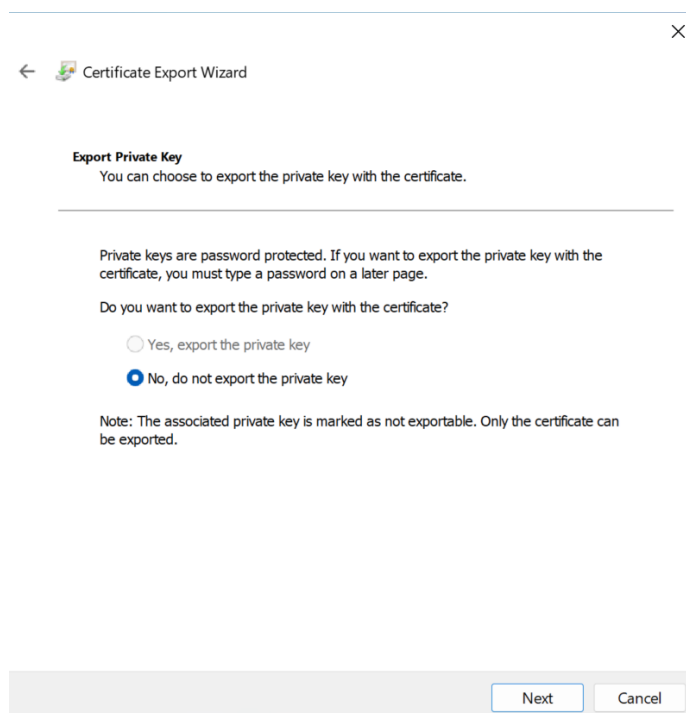 Certificate Export Wizard
Export Private Key
You can choose to export the private key with the certificate.
Private keys are password protected. If you want to export the private key with the
certificate, you must type a password on a later page.
Do you want to export the private key with the certificate?
Yes, export the private key
No, do not export the private key
Note: The associated private key is marked as not exportable. Only the certificate can
be exported.
Next Cancel